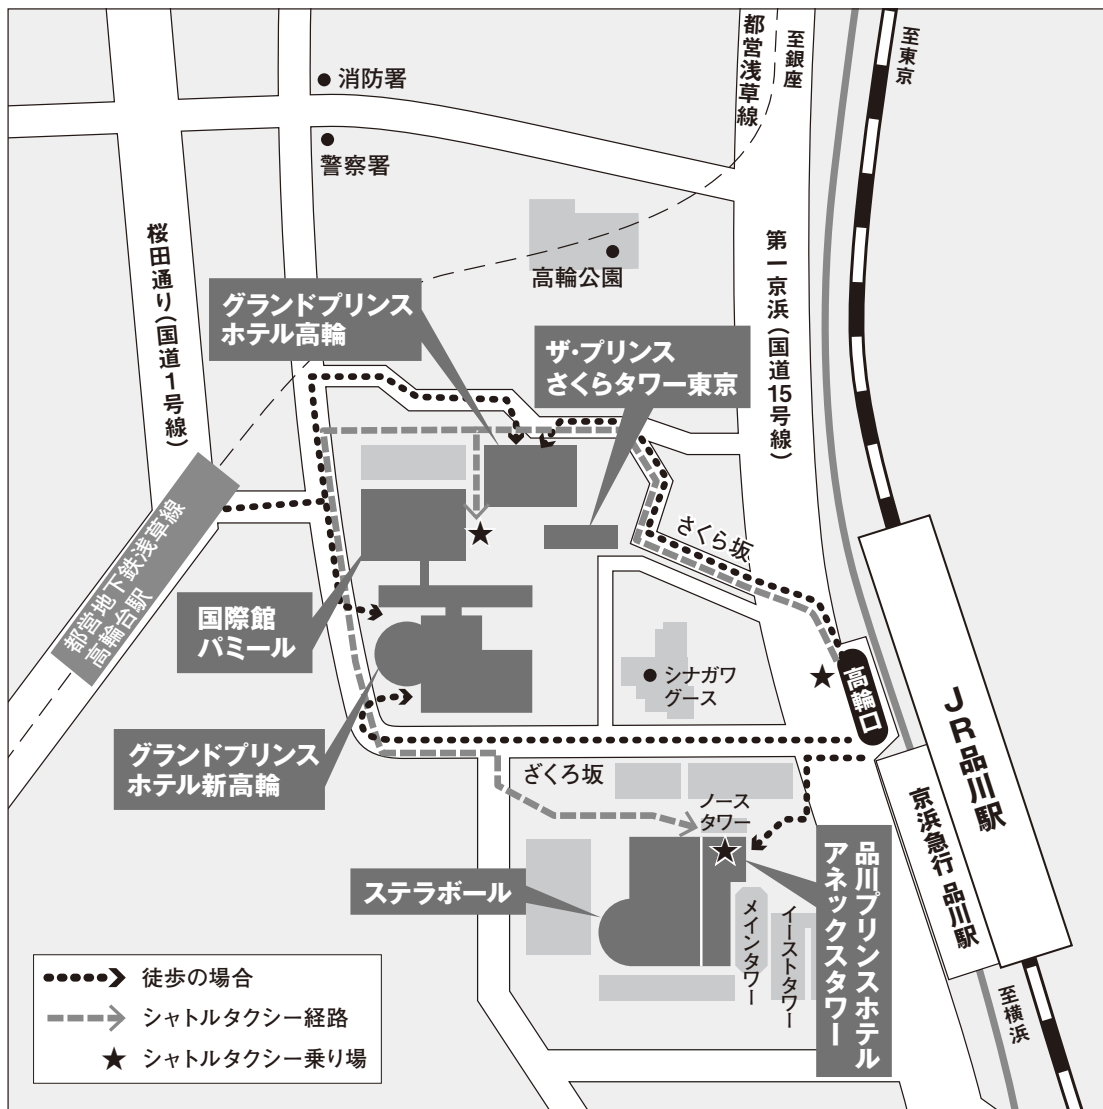 消防署
警察署
都営浅草線
至銀座
至東京
桜田通り(国道1号線)
高輪公園
第一京浜(国道15号線)
グランドプリンス
ホテル高輪
ザ・プリンス
さくらタワー東京
都営地下鉄浅草線
高輪台駅
さくら坂
国際館
パミール
シナガワ
グース
高輪口
JR品川駅
グランドプリンス
ホテル新高輪
ざくろ坂
ノース
タワー
京浜急行 品川駅
ステラボール
品川プリンスホテル
アネックスタワー
メインタワー
イーストタワー
至横浜
徒歩の場合
シャトルタクシー経路
シャトルタクシー乗り場